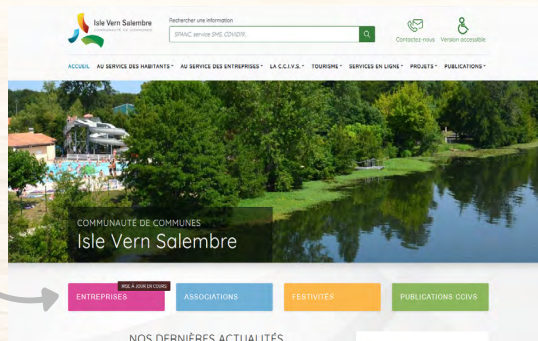 Isle Vern Salembre
COMMUNAUTÉ DE COMMUNES
Rechercher une information
SPANC, service SMS, COVID19...
Contactez-nous Version accessible
ACCUEIL AU SERVICE DES HABITANTS AU SERVICE DES ENTREPRISES LA C.C.I.V.S. TOURISME SERVICES EN LIGNE PROJETS PUBLICATIONS
COMMUNAUTÉ DE COMMUNES
Isle Vern Salembre
MISE À JOUR EN COURS
ENTREPRISES ASSOCIATIONS FESTIVITÉS PUBLICATIONS CCIVS
NOS DERNIÈRES ACTUALITÉS